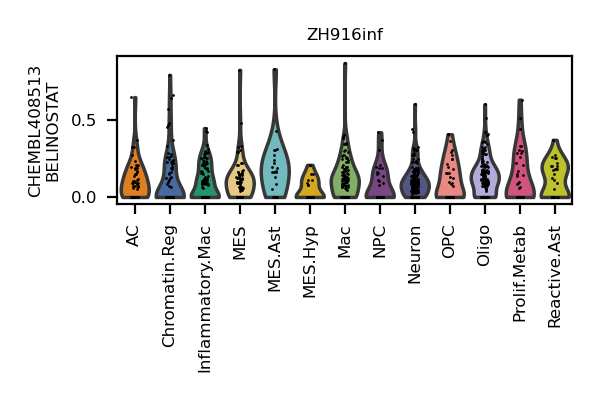 ZH916inf
CHEMBL408513
BELINOSTAT
0.5
0.0
AC
Chromatin.Reg
Inflammatory.Mac
MES
MES.Ast
MES.Hyp
Mac
NPC
Neuron
OPC
Oligo
Prolif.Metab
Reactive.Ast